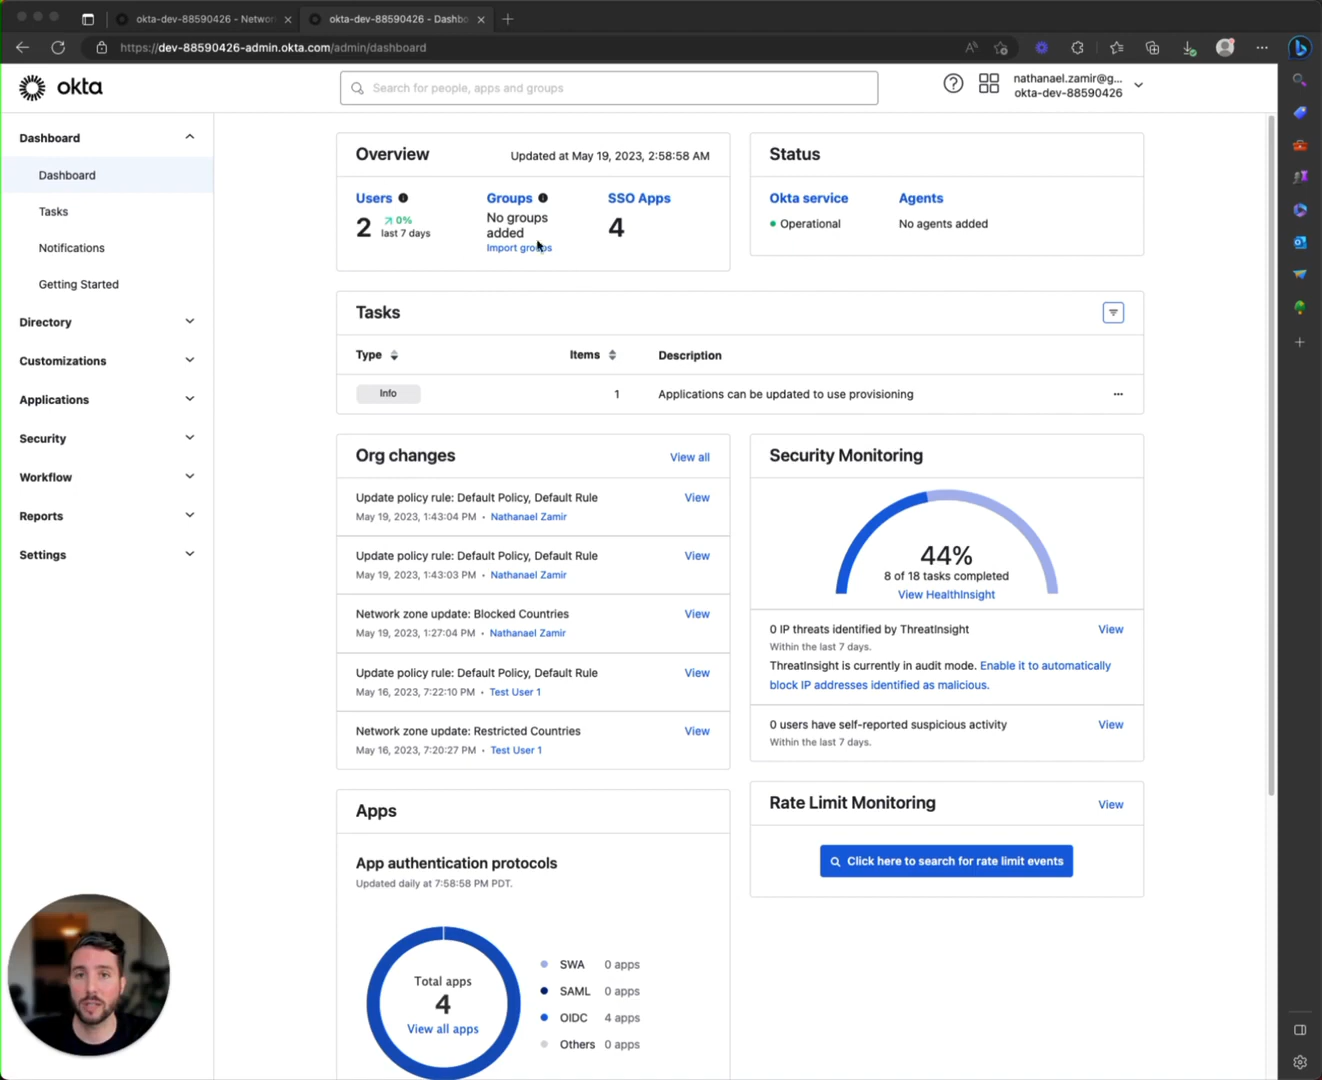 okta-dev-88590426 - Networ
okta-dev-88590426 - Dashbo
https://dev-88590426-admin.okta.com/admin/dashboard
okta
Search for people, apps and groups
nathanael.zamir@g...
okta-dev-88590426
Dashboard
Dashboard
Tasks
Notifications
Getting Started
Directory
Customizations
Applications
Security
Workflow
Reports
Settings
Overview
Updated at May 19, 2023, 2:58:58 AM
Users
2
0%
last 7 days
Groups
No groups
added
Import groups
SSO Apps
4
Status
Okta service
Operational
Agents
No agents added
Tasks
Type
Items
Description
Info
1
Applications can be updated to use provisioning
Org changes
View all
Update policy rule: Default Policy, Default Rule
View
May 19, 2023, 1:43:04 PM • Nathanael Zamir
Update policy rule: Default Policy, Default Rule
View
May 19, 2023, 1:43:03 PM • Nathanael Zamir
Network zone update: Blocked Countries
View
May 19, 2023, 1:27:04 PM • Nathanael Zamir
Update policy rule: Default Policy, Default Rule
View
May 16, 2023, 7:22:10 PM • Test User 1
Network zone update: Restricted Countries
View
May 16, 2023, 7:20:27 PM • Test User 1
Security Monitoring
44%
8 of 18 tasks completed
View HealthInsight
0 IP threats identified by ThreatInsight
View
Within the last 7 days.
ThreatInsight is currently in audit mode. Enable it to automatically
block IP addresses identified as malicious.
0 users have self-reported suspicious activity
View
Within the last 7 days.
Rate Limit Monitoring
View
Click here to search for rate limit events
Apps
App authentication protocols
Updated daily at 7:58:58 PM PDT.
Total apps
4
View all apps
SWA 0 apps
SAML 0 apps
OIDC 4 apps
Others 0 apps